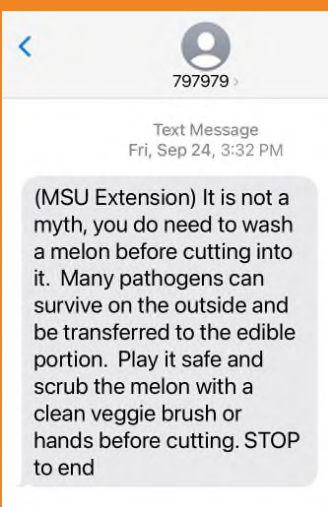 797979
Text Message
Fri, Sep 24, 3:32 PM
(MSU Extension) It is not a
myth, you do need to wash
a melon before cutting into
it.  Many pathogens can
survive on the outside and
be transferred to the edible
portion.  Play it safe and
scrub the melon with a
clean veggie brush or
hands before cutting. STOP
to end